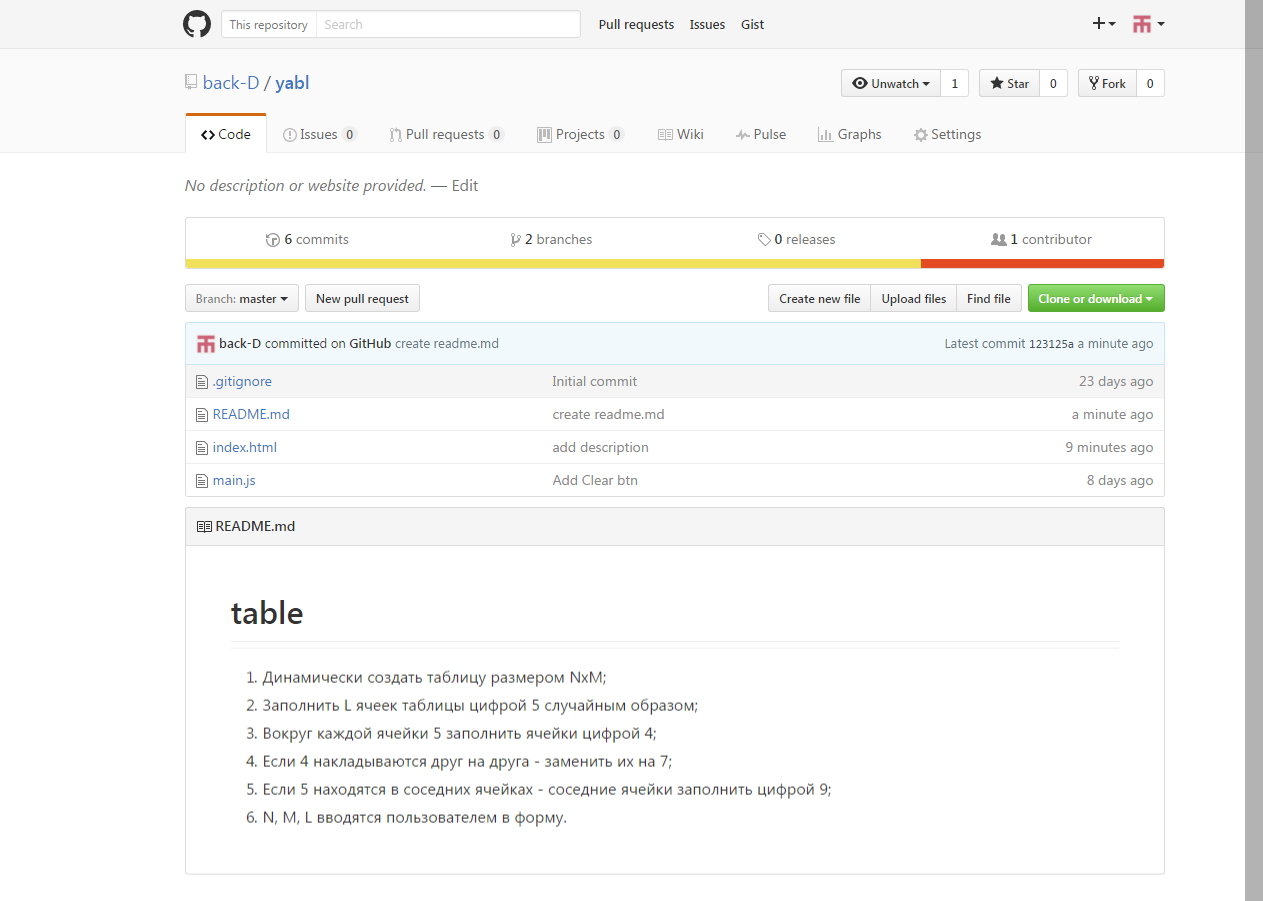 This repository Search Pull requests Issues Gist
back-D / yabl Unwatch 1 Star 0 Fork 0
Code Issues 0 Pull requests 0 Projects 0 Wiki Pulse Graphs Settings
No description or website provided. — Edit
6 commits 2 branches 0 releases 1 contributor
Branch: master New pull request Create new file Upload files Find file Clone or download
back-D committed on GitHub create readme.md Latest commit 123125a a minute ago
.gitignore Initial commit 23 days ago
README.md create readme.md a minute ago
index.html add description 9 minutes ago
main.js Add Clear btn 8 days ago
README.md
table
1. Динамически создать таблицу размером NxM;
2. Заполнить L ячеек таблицы цифрой 5 случайным образом;
3. Вокруг каждой ячейки 5 заполнить ячейки цифрой 4;
4. Если 4 накладываются друг на друга - заменить их на 7;
5. Если 5 находятся в соседних ячейках - соседние ячейки заполнить цифрой 9;
6. N, M, L вводятся пользователем в форму.